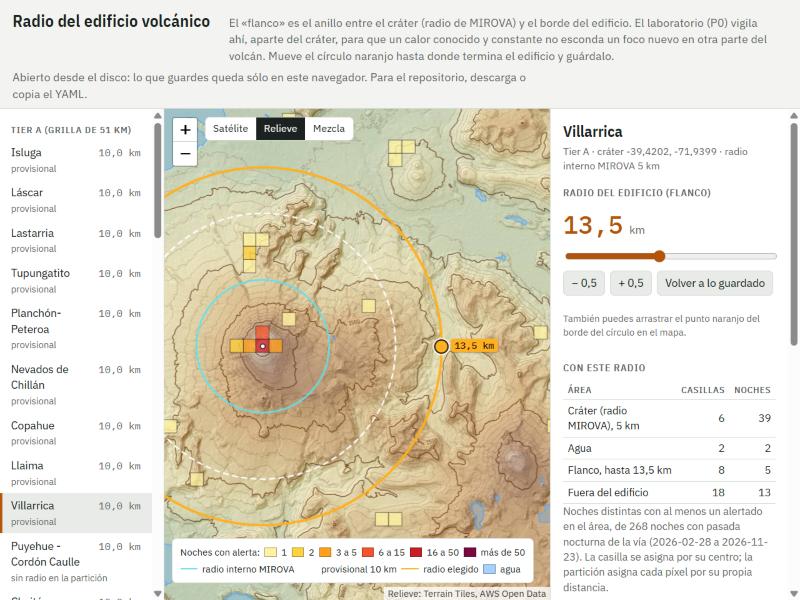 Radio del edificio volcánico
El «flanco» es el anillo entre el cráter (radio de MIROVA) y el borde del edificio. El laboratorio (P0) vigila
ahí, aparte del cráter, para que un calor conocido y constante no esconda un foco nuevo en otra parte del
volcán. Mueve el círculo naranjo hasta donde termina el edificio y guárdalo.
Abierto desde el disco: lo que guardes queda sólo en este navegador. Para el repositorio, descarga o
copia el YAML.
TIER A (GRILLA DE 51 KM)
Isluga 10,0 km
provisional
Láscar 10,0 km
provisional
Lastarria 10,0 km
provisional
Tupungatito 10,0 km
provisional
Planchón- 10,0 km
Peteroa
provisional
Nevados de 10,0 km
Chillán
provisional
Copahue 10,0 km
provisional
Llaima 10,0 km
provisional
Villarrica 10,0 km
provisional
Puyehue - 10,0 km
Cordón Caulle
sin radio en la partición
+
−
Satélite Relieve Mezcla
13,5 km
Noches con alerta: 1 2 3 a 5 6 a 15 16 a 50 más de 50
radio interno MIROVA provisional 10 km radio elegido agua
Relieve: Terrain Tiles, AWS Open Data
Villarrica
Tier A · cráter -39,4202, -71,9399 · radio
interno MIROVA 5 km
RADIO DEL EDIFICIO (FLANCO)
13,5 km
− 0,5 + 0,5 Volver a lo guardado
También puedes arrastrar el punto naranjo del
borde del círculo en el mapa.
CON ESTE RADIO
ÁREA CASILLAS NOCHES
Cráter (radio
MIROVA), 5 km 6 39
Agua 2 2
Flanco, hasta 13,5 km 8 5
Fuera del edificio 18 13
Noches distintas con al menos un alertado
en el área, de 268 noches con pasada
nocturna de la ventana (2026-02-28 a 2026-11-
23). La casilla se asigna por su centro; la
partición asigna cada píxel por su propia
distancia.